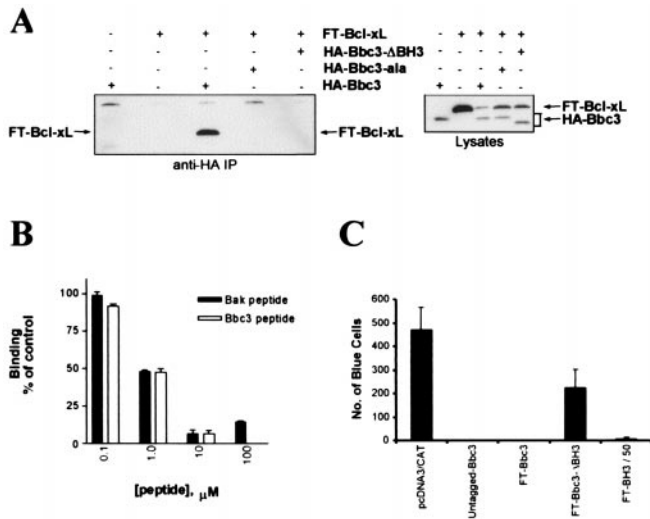 A
- + + + + FT-Bcl-xL - + + + +
- - - - + HA-Bbc3-ΔBH3 - - - - +
- - - + - HA-Bbc3-ala - - - + -
+ - + - - HA-Bbc3 + - + - -
FT-Bcl-xL
FT-Bcl-xL
FT-Bcl-xL
HA-Bbc3
anti-HA IP
Lysates
B
Binding
% of control
100
75
50
25
0
0.1
1.0
10
100
[peptide], μM
Bak peptide
Bbc3 peptide
C
No. of Blue Cells
600
500
400
300
200
100
0
pcDNA3/CAT
Untagged-Bbc3
FT-Bbc3
FT-Bbc3-ΔBH3
FT-BH3 / 50